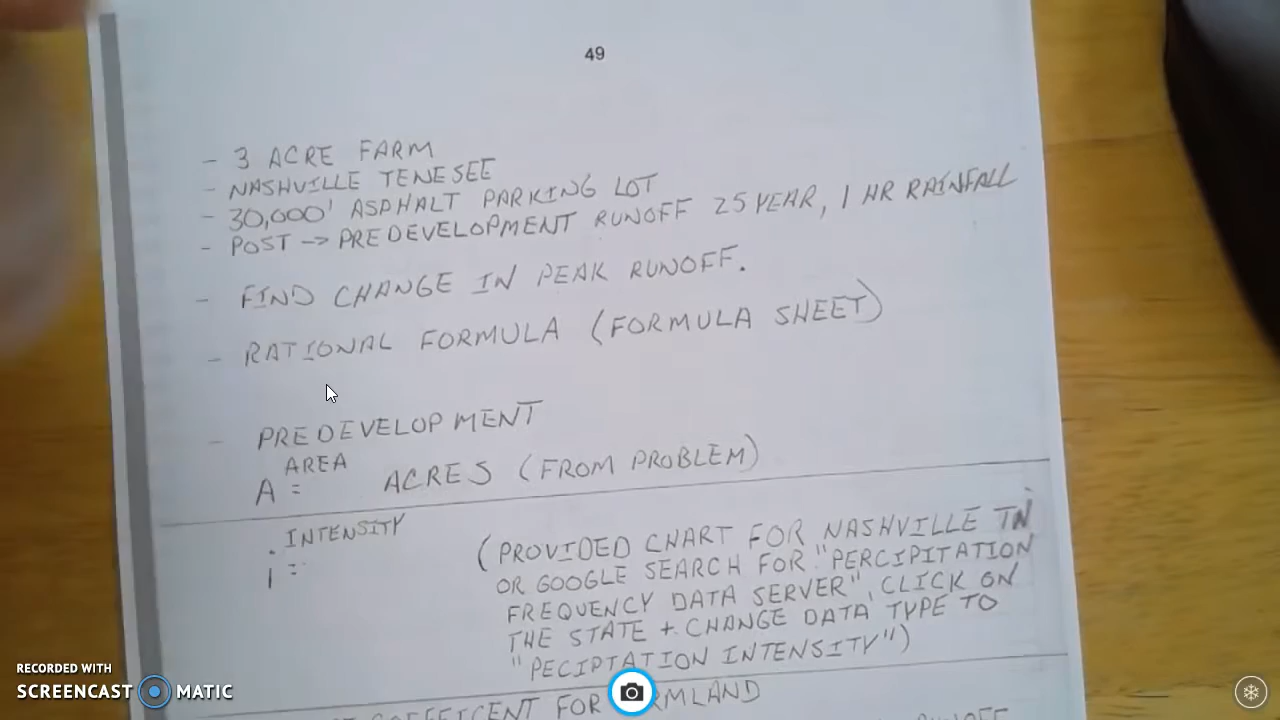 49
- 3 ACRE FARM
- NASHVILLE TENESEE
- 30,000' ASPHALT PARKING LOT
- POST -> PREDEVELOPMENT RUNOFF 25 YEAR, 1 HR RAINFALL
- FIND CHANGE IN PEAK RUNOFF.
- RATIONAL FORMULA (FORMULA SHEET)
- PREDEVELOPMENT
AREA
A = ACRES (FROM PROBLEM)
INTENSITY
i = (PROVIDED CHART FOR NASHVILLE TN
OR GOOGLE SEARCH FOR "PERCIPITATION
FREQUENCY DATA SERVER", CLICK ON
THE STATE + CHANGE DATA TYPE TO
"PECIPTATION INTENSITY")
FOR
RUNOFF
RECORDED WITH
SCREENCAST MATIC